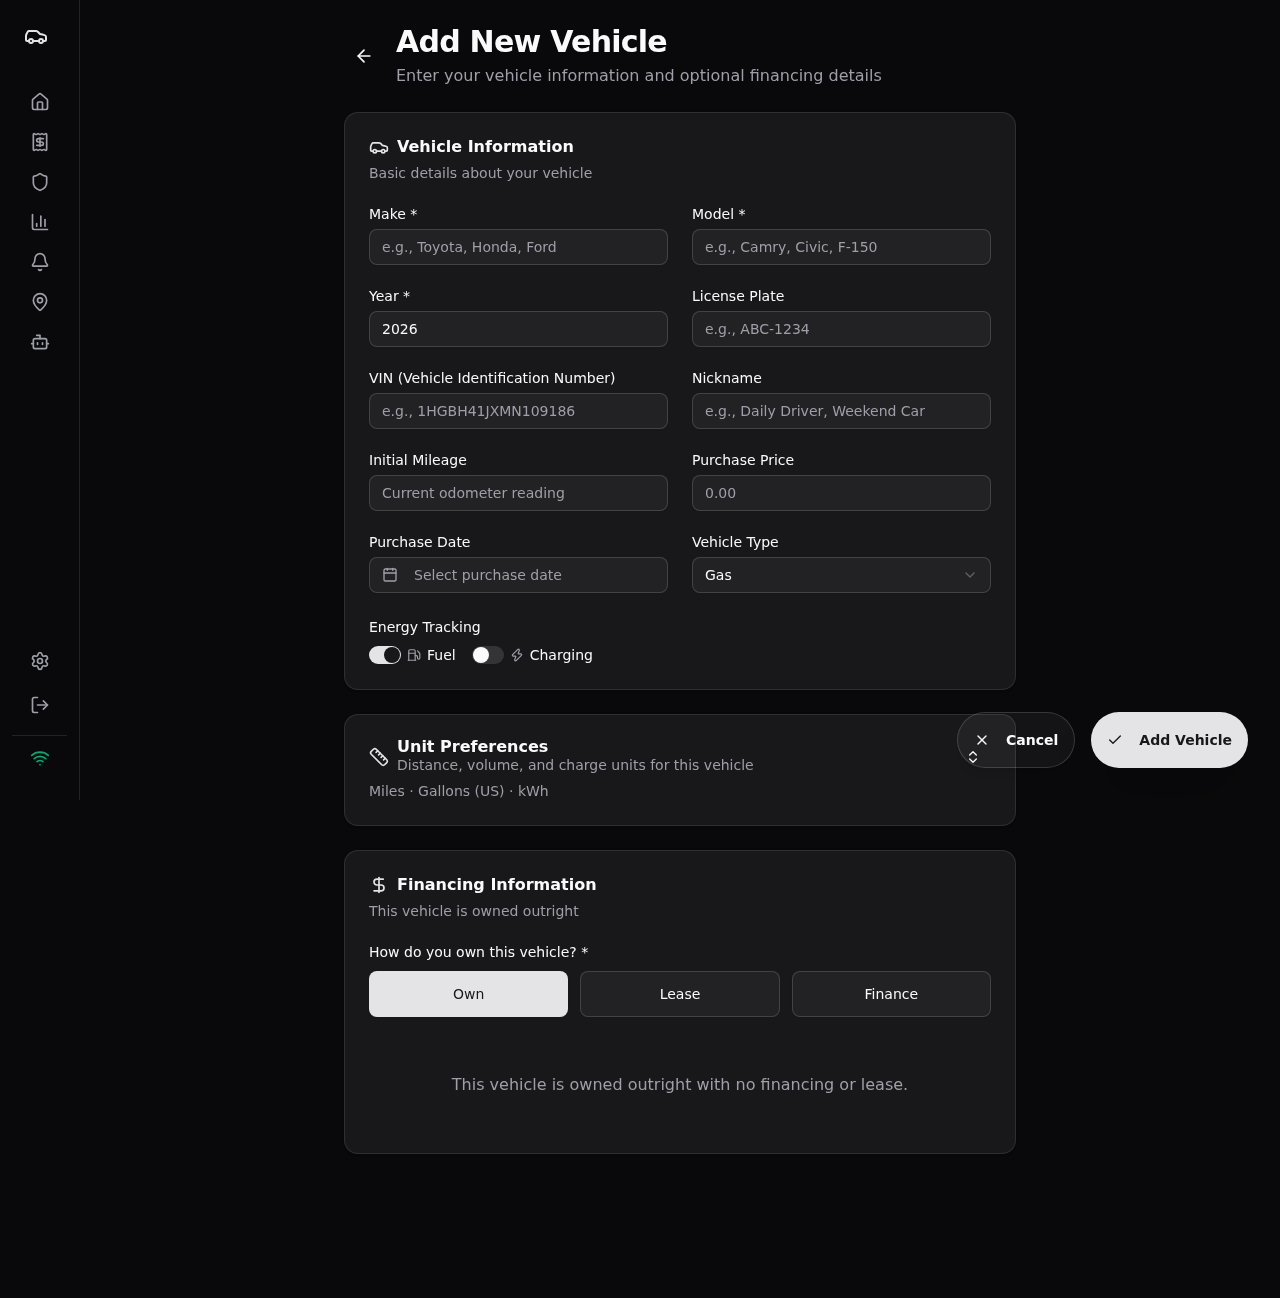 Add New Vehicle
Enter your vehicle information and optional financing details
Vehicle Information
Basic details about your vehicle
Make *
Model *
e.g., Toyota, Honda, Ford
e.g., Camry, Civic, F-150
Year *
License Plate
2026
e.g., ABC-1234
VIN (Vehicle Identification Number)
Nickname
e.g., 1HGBH41JXMN109186
e.g., Daily Driver, Weekend Car
Initial Mileage
Purchase Price
Current odometer reading
0.00
Purchase Date
Vehicle Type
Select purchase date
Gas
Energy Tracking
Fuel
Charging
Cancel
Add Vehicle
Unit Preferences
Distance, volume, and charge units for this vehicle
Miles · Gallons (US) · kWh
Financing Information
This vehicle is owned outright
How do you own this vehicle? *
Own
Lease
Finance
This vehicle is owned outright with no financing or lease.